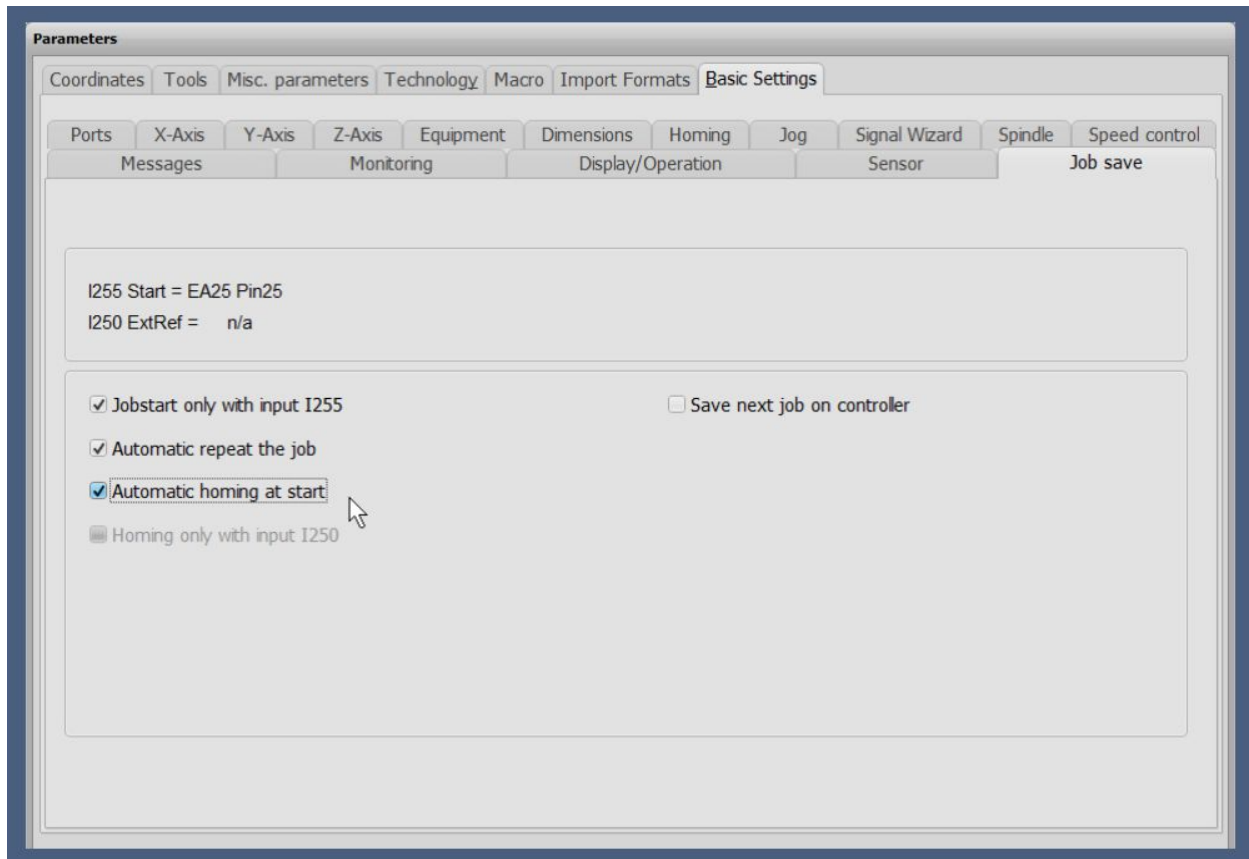 Parameters
Coordinates Tools Misc. parameters Technology Macro Import Formats Basic Settings
Ports X-Axis Y-Axis Z-Axis Equipment Dimensions Homing Jog Signal Wizard Spindle Speed control
Messages Monitoring Display/Operation Sensor Job save
I255 Start = EA25 Pin25
I250 ExtRef = n/a
Jobstart only with input I255 Save next job on controller
Automatic repeat the job
Automatic homing at start
Homing only with input I250